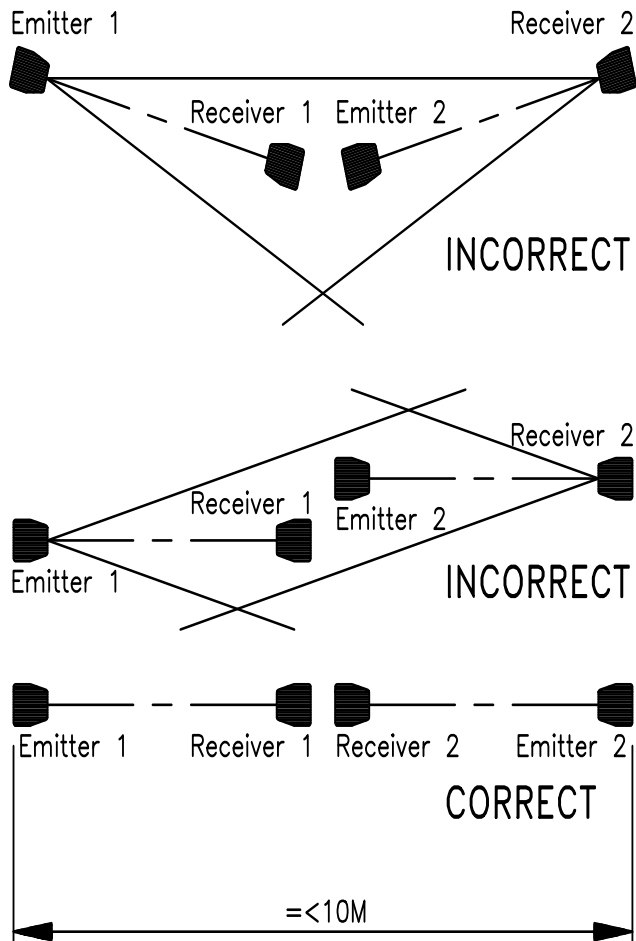 Emitter 1
Receiver 2
Receiver 1
Emitter 2
INCORRECT
Receiver 2
Receiver 1
Emitter 2
Emitter 1
INCORRECT
Emitter 1
Receiver 1
Receiver 2
Emitter 2
CORRECT
=<10M